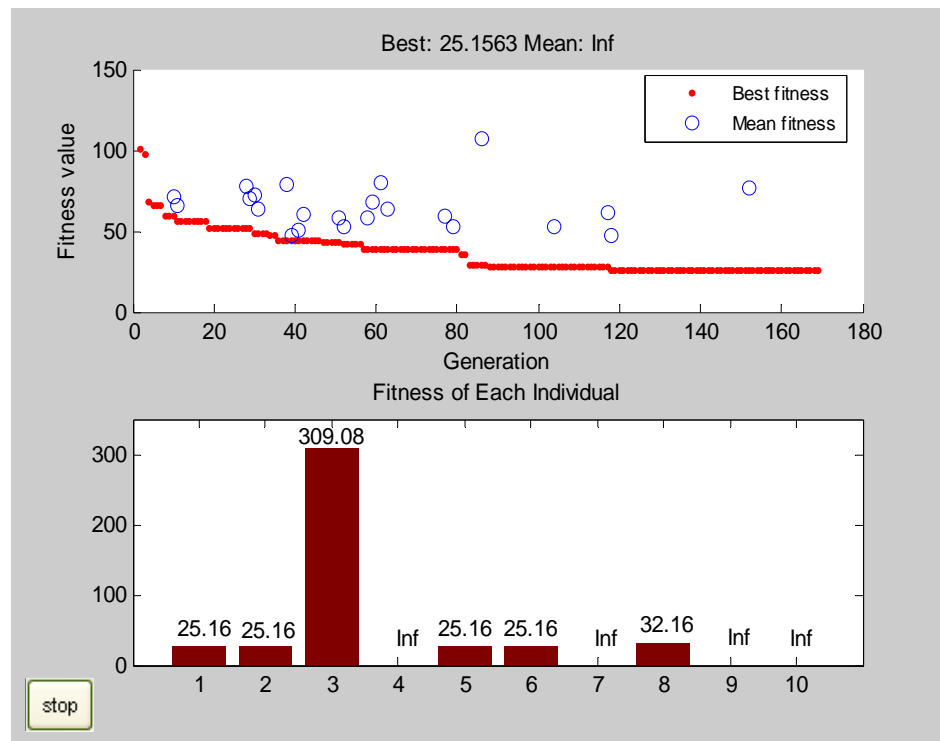 Best: 25.1563 Mean: Inf
150
100
50
0
Fitness value
Best fitness
Mean fitness
0 20 40 60 80 100 120 140 160 180
Generation
Fitness of Each Individual
300
200
100
0
25.16 25.16 309.08 Inf 25.16 25.16 Inf 32.16 Inf Inf
1 2 3 4 5 6 7 8 9 10
stop